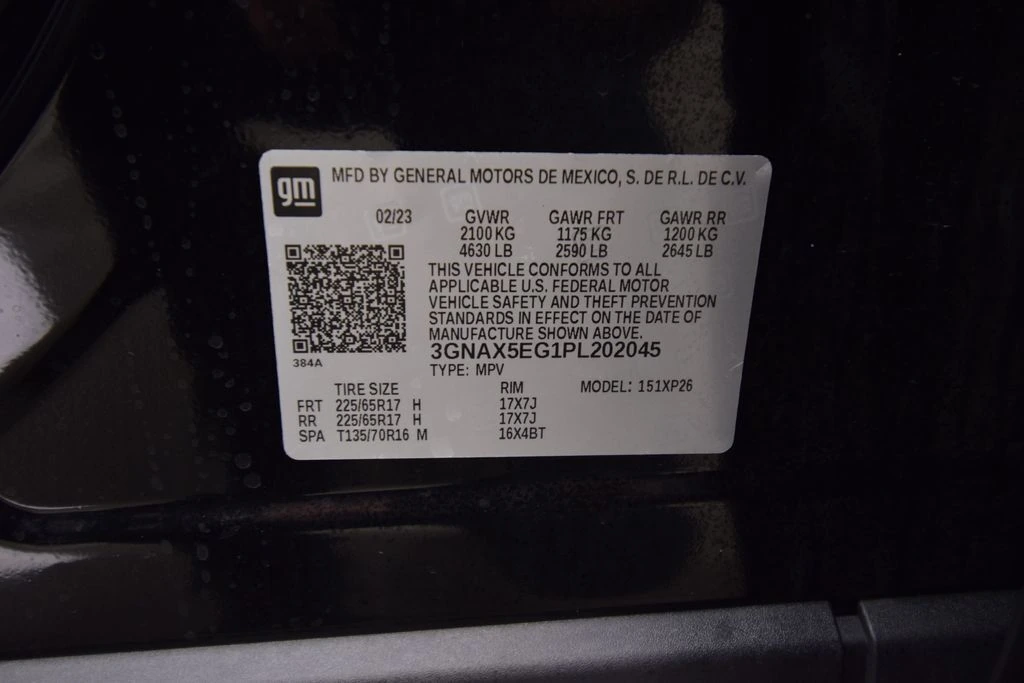 gm
MFD BY GENERAL MOTORS DE MEXICO, S. DE R.L. DE C.V.
02/23 GVWR GAWR FRT GAWR RR
2100 KG 1175 KG 1200 KG
4630 LB 2590 LB 2645 LB
THIS VEHICLE CONFORMS TO ALL
APPLICABLE U.S. FEDERAL MOTOR
VEHICLE SAFETY AND THEFT PREVENTION
STANDARDS IN EFFECT ON THE DATE OF
MANUFACTURE SHOWN ABOVE.
3GNAX5EG1PL202045
384A
TYPE: MPV
TIRE SIZE RIM MODEL: 151XP26
FRT 225/65R17 H 17X7J
RR 225/65R17 H 17X7J
SPA T135/70R16 M 16X4BT